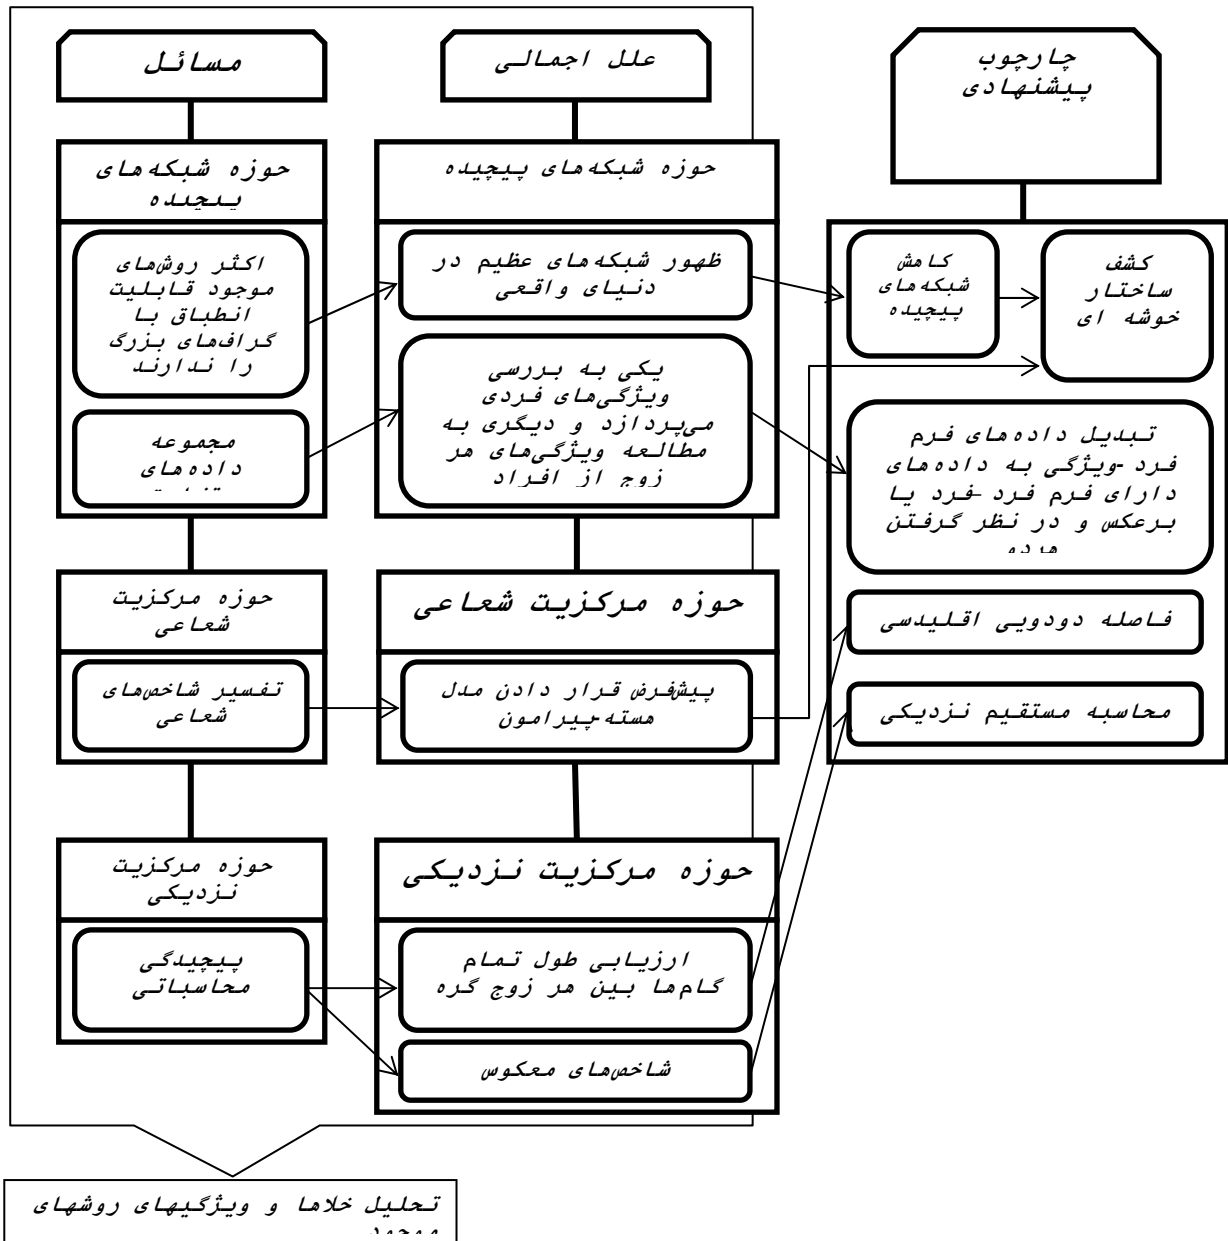 مسائل
حوزه شبکه‌های
پیچیده
اکثر روش‌های
موجود قابلیت
انطباق با
گراف‌های بزرگ
را ندارند
مجموعه
داده‌های
حوزه مرکزیت
شعاعی
تفسیر شاخص‌های
شعاعی
حوزه مرکزیت
نزدیکی
پیچیدگی
محاسباتی
علل اجمالی
حوزه شبکه‌های پیچیده
ظهور شبکه‌های عظیم در
دنیای واقعی
یکی به بررسی
ویژگی‌های فردی
می‌پردازد و دیگری به
مطالعه ویژگی‌های هر
زوج از افراد
حوزه مرکزیت شعاعی
پیش‌فرض قرار دادن مدل
هسته-پیرامون
حوزه مرکزیت نزدیکی
ارزیابی طول تمام
گام‌ها بین هر زوج گره
شاخص‌های معکوس
چارچوب
پیشنهادی
کاهش
شبکه‌های
پیچیده
کشف
ساختار
خوشه ای
تبدیل داده‌های فرم
فرد-ویژگی به داده‌های
دارای فرم فرد-فرد یا
برعکس و در نظر گرفتن
هردو
فاصله دودویی اقلیدسی
محاسبه مستقیم نزدیکی
تحلیل خلاها و ویژگیهای روشهای
موجود